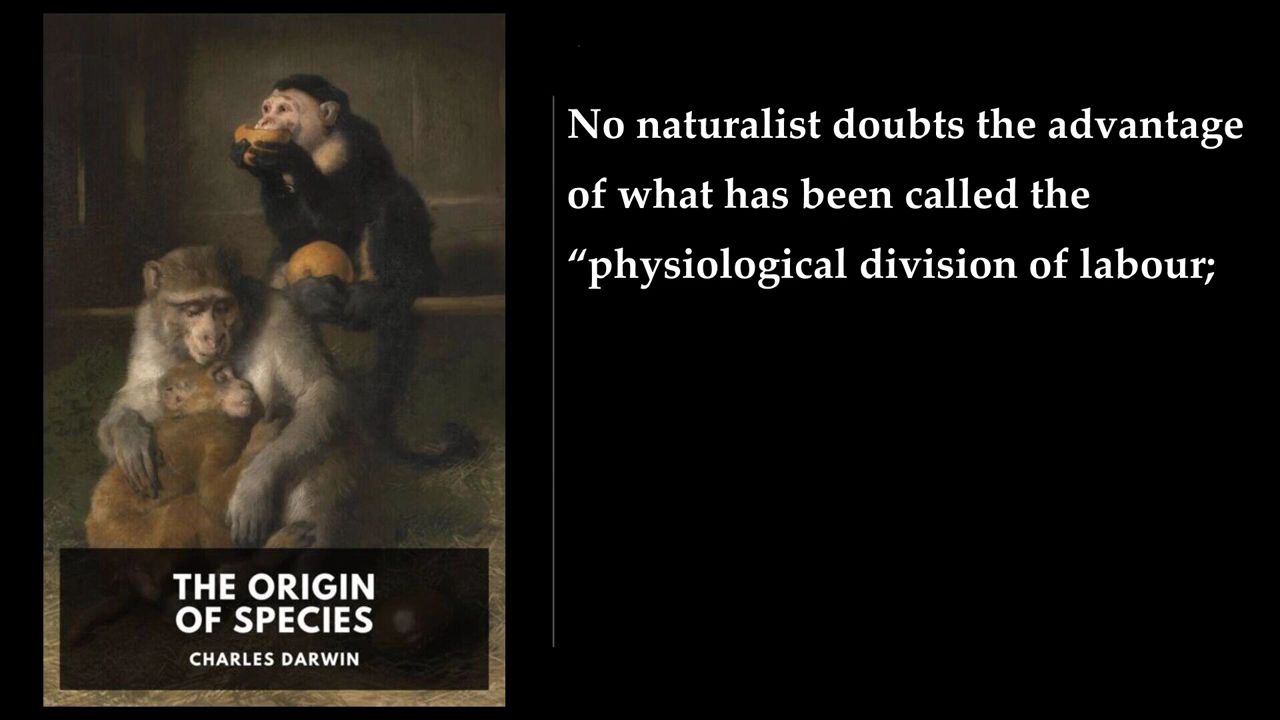 No naturalist doubts the advantage
of what has been called the
“physiological division of labour;
THE ORIGIN
OF SPECIES
CHARLES DARWIN